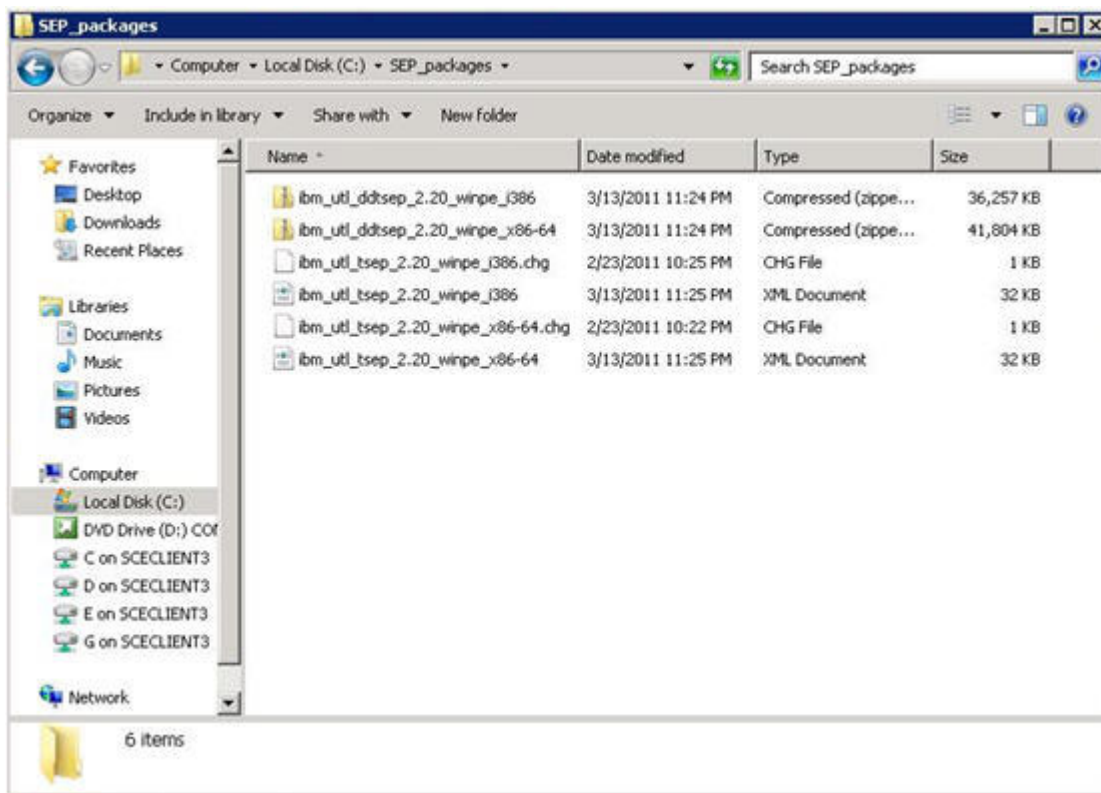 SEP_packages
Computer Local Disk (C:) SEP_packages Search SEP_packages
Organize Include in library Share with New folder
Name Date modified Type Size
Favorites
Desktop
Downloads
Recent Places
Libraries
Documents
Music
Pictures
Videos
Computer
Local Disk (C:)
DVD Drive (D:) CO
C on SCECLIENT3
D on SCECLIENT3
E on SCECLIENT3
G on SCECLIENT3
Network
ibm_utl_ddtsep_2.20_winpe_i386 3/13/2011 11:24 PM Compressed (zippe... 36,257 KB
ibm_utl_ddtsep_2.20_winpe_x86-64 3/13/2011 11:24 PM Compressed (zippe... 41,804 KB
ibm_utl_tsep_2.20_winpe_i386.chg 2/23/2011 10:25 PM CHG File 1 KB
ibm_utl_tsep_2.20_winpe_i386 3/13/2011 11:25 PM XML Document 32 KB
ibm_utl_tsep_2.20_winpe_x86-64.chg 2/23/2011 10:22 PM CHG File 1 KB
ibm_utl_tsep_2.20_winpe_x86-64 3/13/2011 11:25 PM XML Document 32 KB
6 items